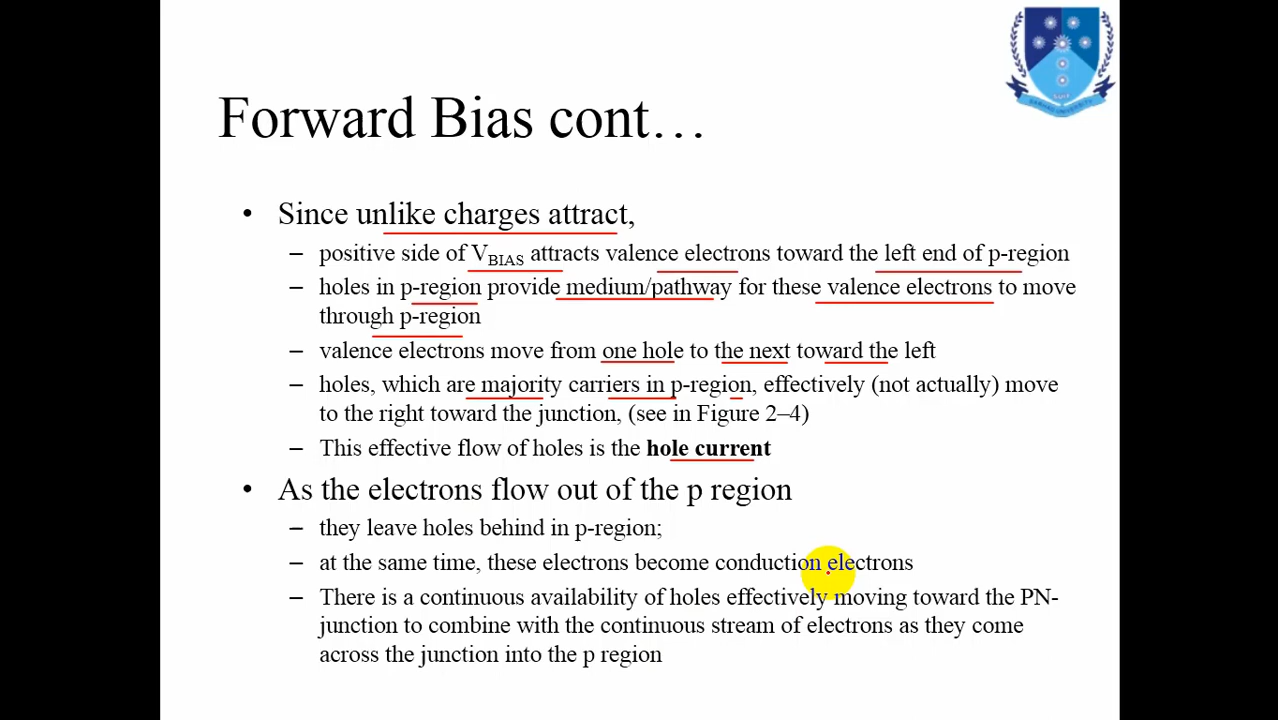 Forward Bias cont…
• Since unlike charges attract,
– positive side of VBIAS attracts valence electrons toward the left end of p-region
– holes in p-region provide medium/pathway for these valence electrons to move
through p-region
– valence electrons move from one hole to the next toward the left
– holes, which are majority carriers in p-region, effectively (not actually) move
to the right toward the junction, (see in Figure 2–4)
– This effective flow of holes is the hole current
• As the electrons flow out of the p region
– they leave holes behind in p-region;
– at the same time, these electrons become conduction electrons
– There is a continuous availability of holes effectively moving toward the PN-
junction to combine with the continuous stream of electrons as they come
across the junction into the p region